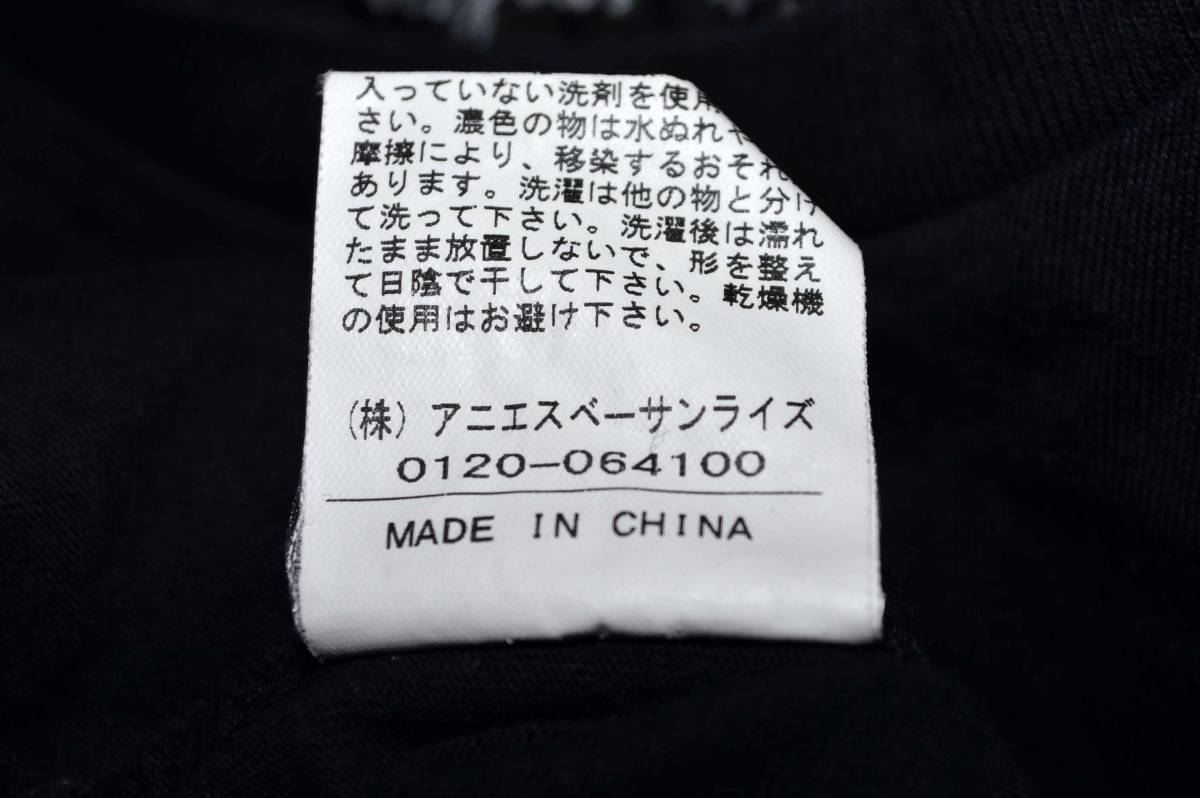 入っていない洗剤を使用
さい。濃色の物は水ぬれや
摩擦により、移染するおそれ
あります。洗濯は他の物と分け
て洗って下さい。洗濯後は濡れ
たまま放置しないで、形を整え
て日陰で干して下さい。乾燥機
の使用はお避け下さい。
(株) アニエスベーサンライズ
0120-064100
MADE IN CHINA